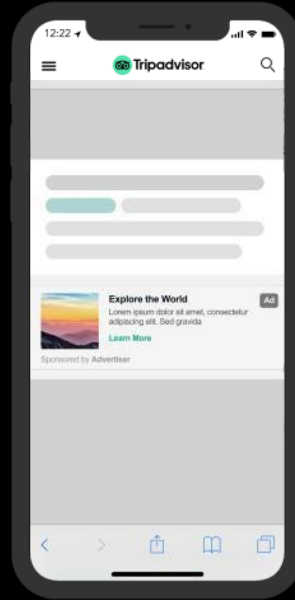 12:22
Tripadvisor
Explore the World
Ad
Lorem ipsum dolor sit amet, consectetur
adipiscing elit. Sed gravida
Learn More
Sponsored by Advertiser